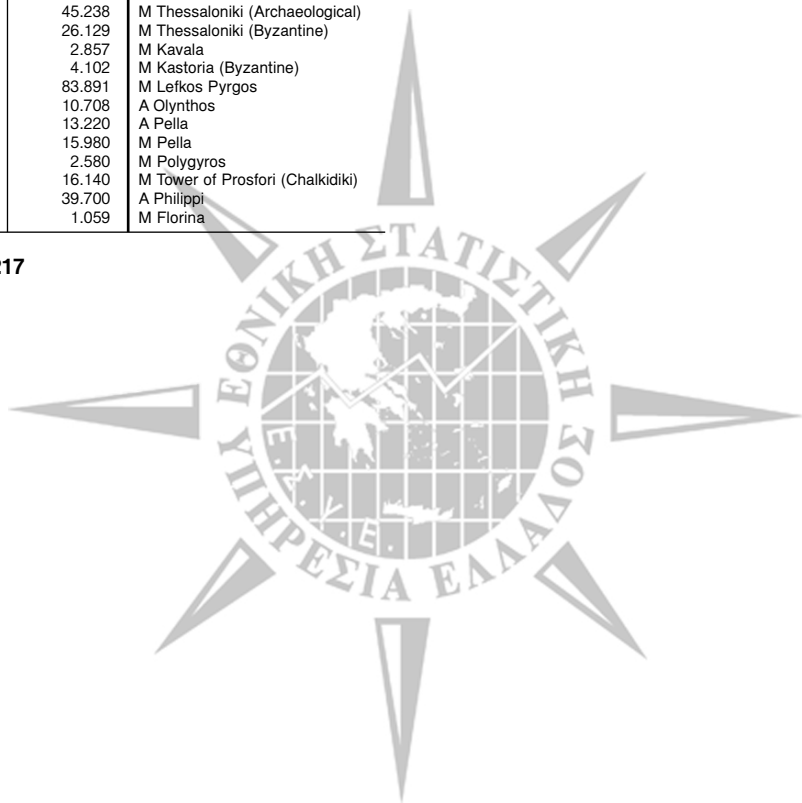 45.238 M Thessaloniki (Archaeological)
26.129 M Thessaloniki (Byzantine)
2.857 M Kavala
4.102 M Kastoria (Byzantine)
83.891 M Lefkos Pyrgos
10.708 A Olynthos
13.220 A Pella
15.980 M Pella
2.580 M Polygyros
16.140 M Tower of Prosfori (Chalkidiki)
39.700 A Philippi
1.059 M Florina
217
ΕΘΝΙΚΗ ΣΤΑΤΙΣΤΙΚΗ
ΥΠΗΡΕΣΙΑ ΕΛΛΑΔΟΣ
Ε.Σ.Υ.Ε.